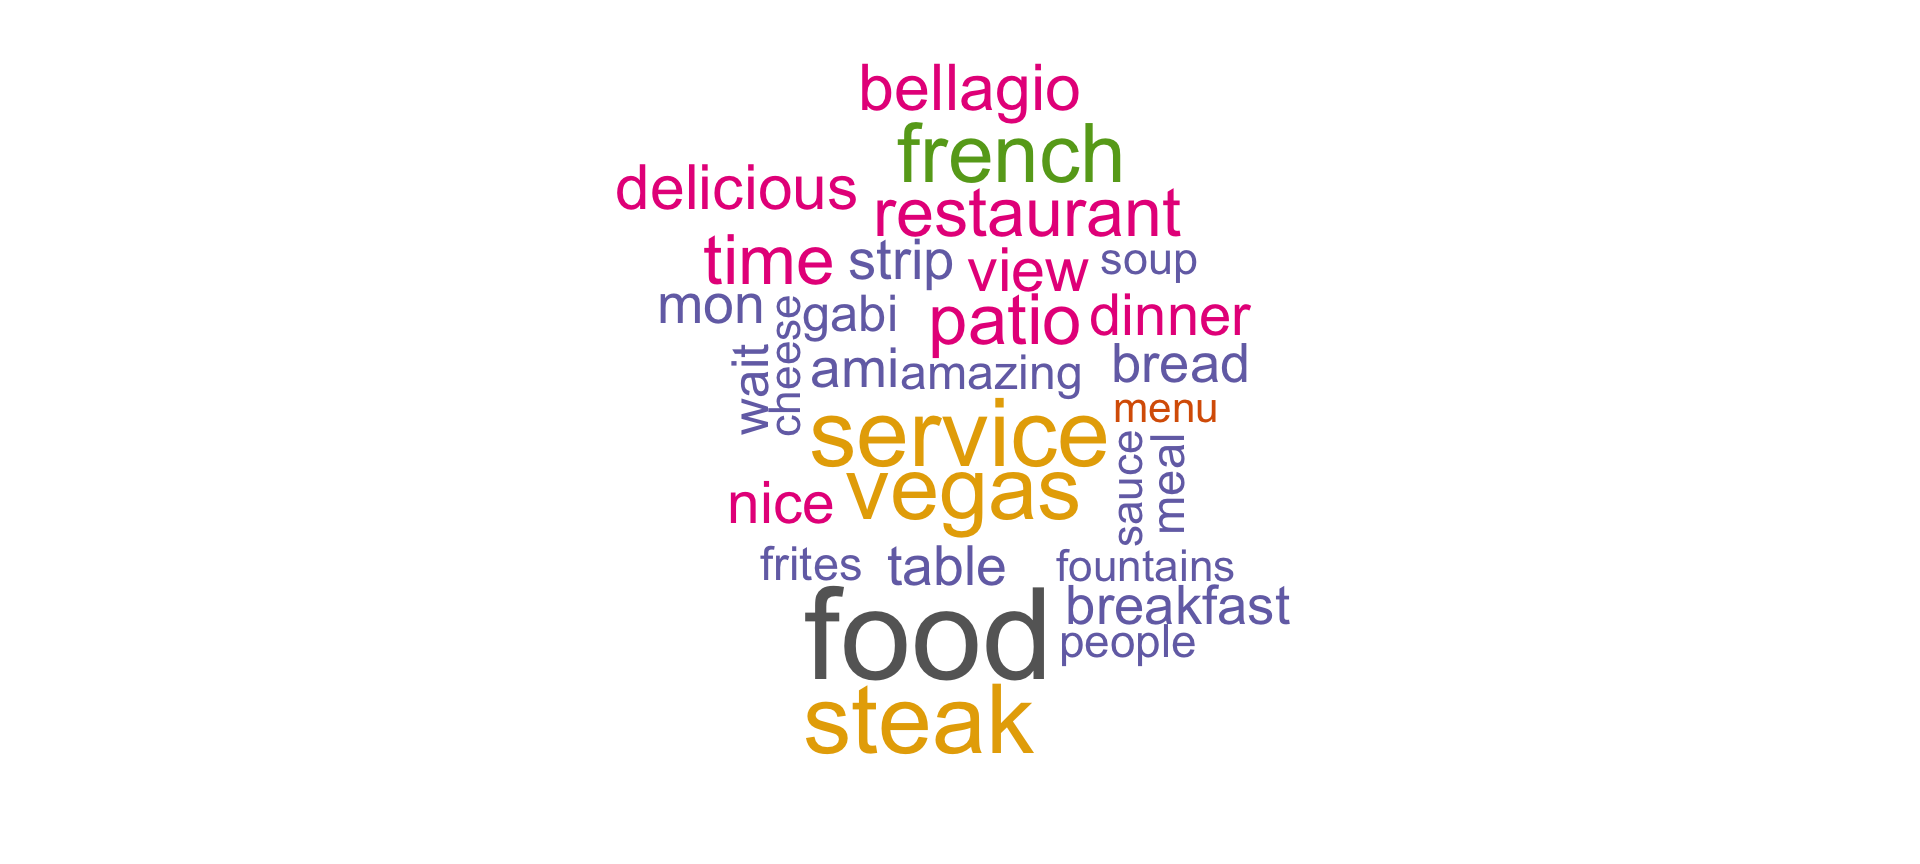 bellagio
french
delicious
restaurant
time
strip
view
soup
mon
cheese
gabi
patio
dinner
wait
ami
amazing
bread
menu
service
sauce
meal
vegas
nice
frites
table
fountains
food
breakfast
people
steak